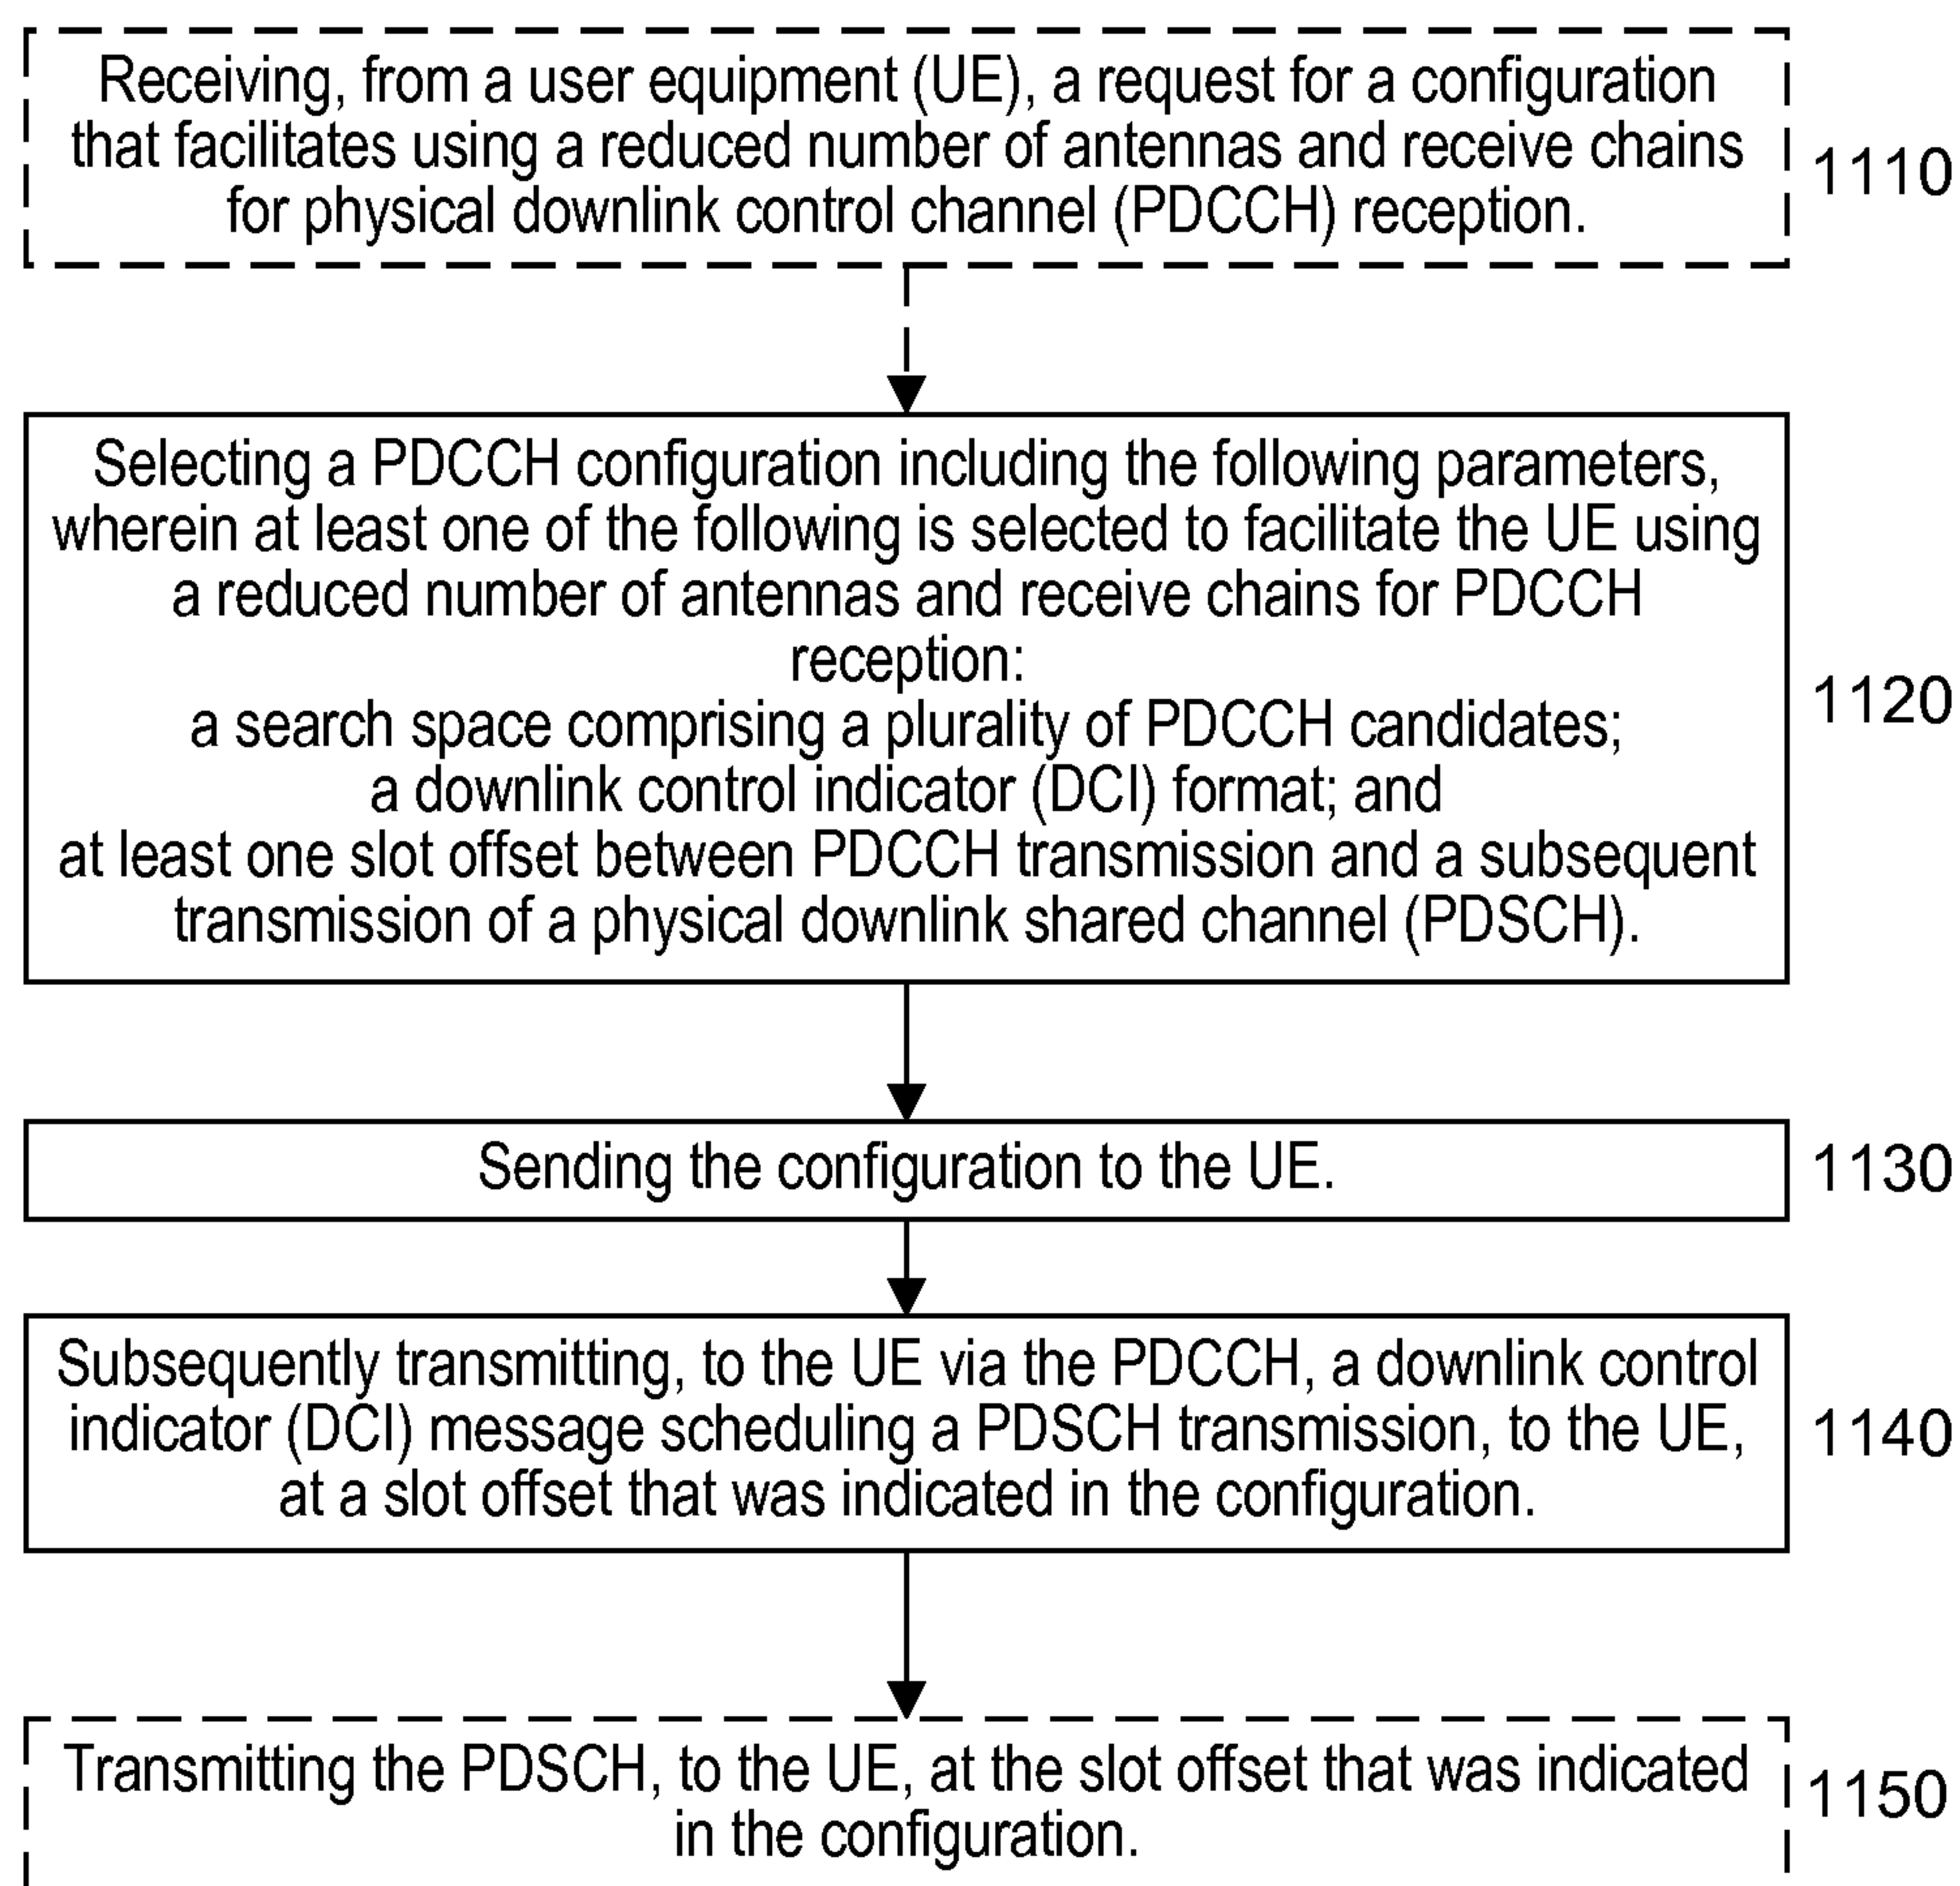 Receiving, from a user equipment (UE), a request for a configuration
that facilitates using a reduced number of antennas and receive chains
for physical downlink control channel (PDCCH) reception.
1110
Selecting a PDCCH configuration including the following parameters,
wherein at least one of the following is selected to facilitate the UE using
a reduced number of antennas and receive chains for PDCCH
reception:
a search space comprising a plurality of PDCCH candidates;
a downlink control indicator (DCI) format; and
at least one slot offset between PDCCH transmission and a subsequent
transmission of a physical downlink shared channel (PDSCH).
1120
Sending the configuration to the UE.
1130
Subsequently transmitting, to the UE via the PDCCH, a downlink control
indicator (DCI) message scheduling a PDSCH transmission, to the UE,
at a slot offset that was indicated in the configuration.
1140
Transmitting the PDSCH, to the UE, at the slot offset that was indicated
in the configuration.
1150